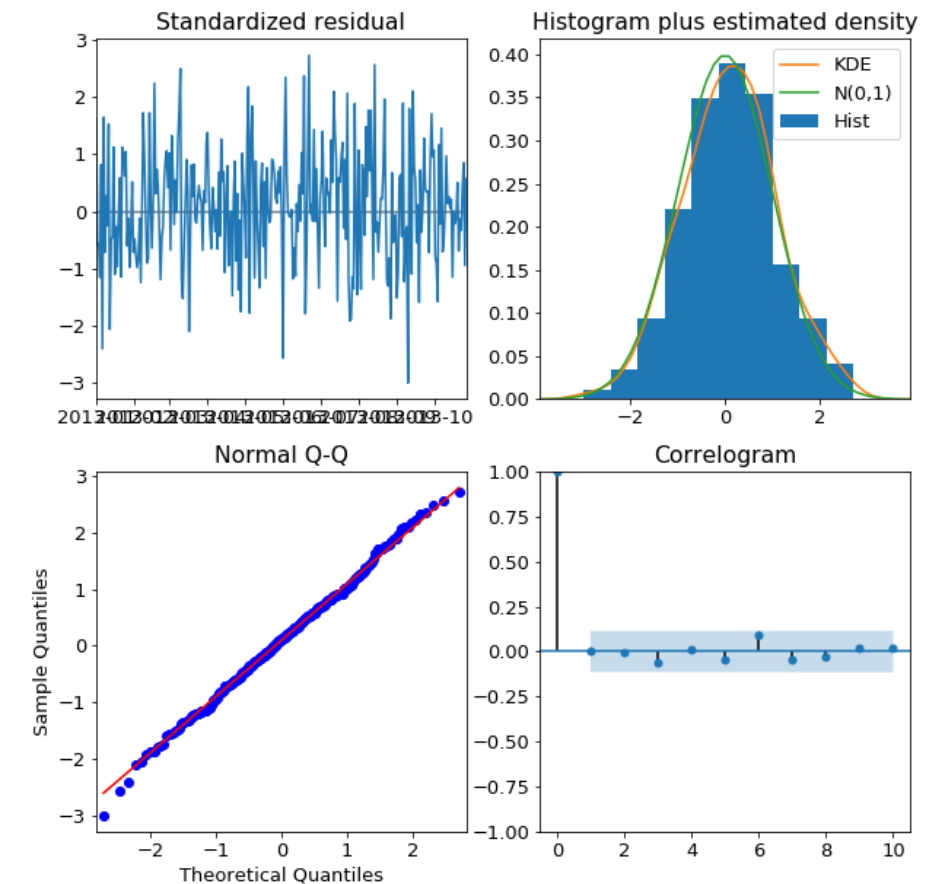 Standardized residual
3
2
1
0
−1
−2
−3
Histogram plus estimated density
0.40
0.35
0.30
0.25
0.20
0.15
0.10
0.05
0.00
−2 0 2
KDE
N(0,1)
Hist
Normal Q-Q
3
2
1
0
−1
−2
−3
−2 −1 0 1 2
Sample Quantiles
Theoretical Quantiles
Correlogram
1.00
0.75
0.50
0.25
0.00
−0.25
−0.50
−0.75
−1.00
0 2 4 6 8 10